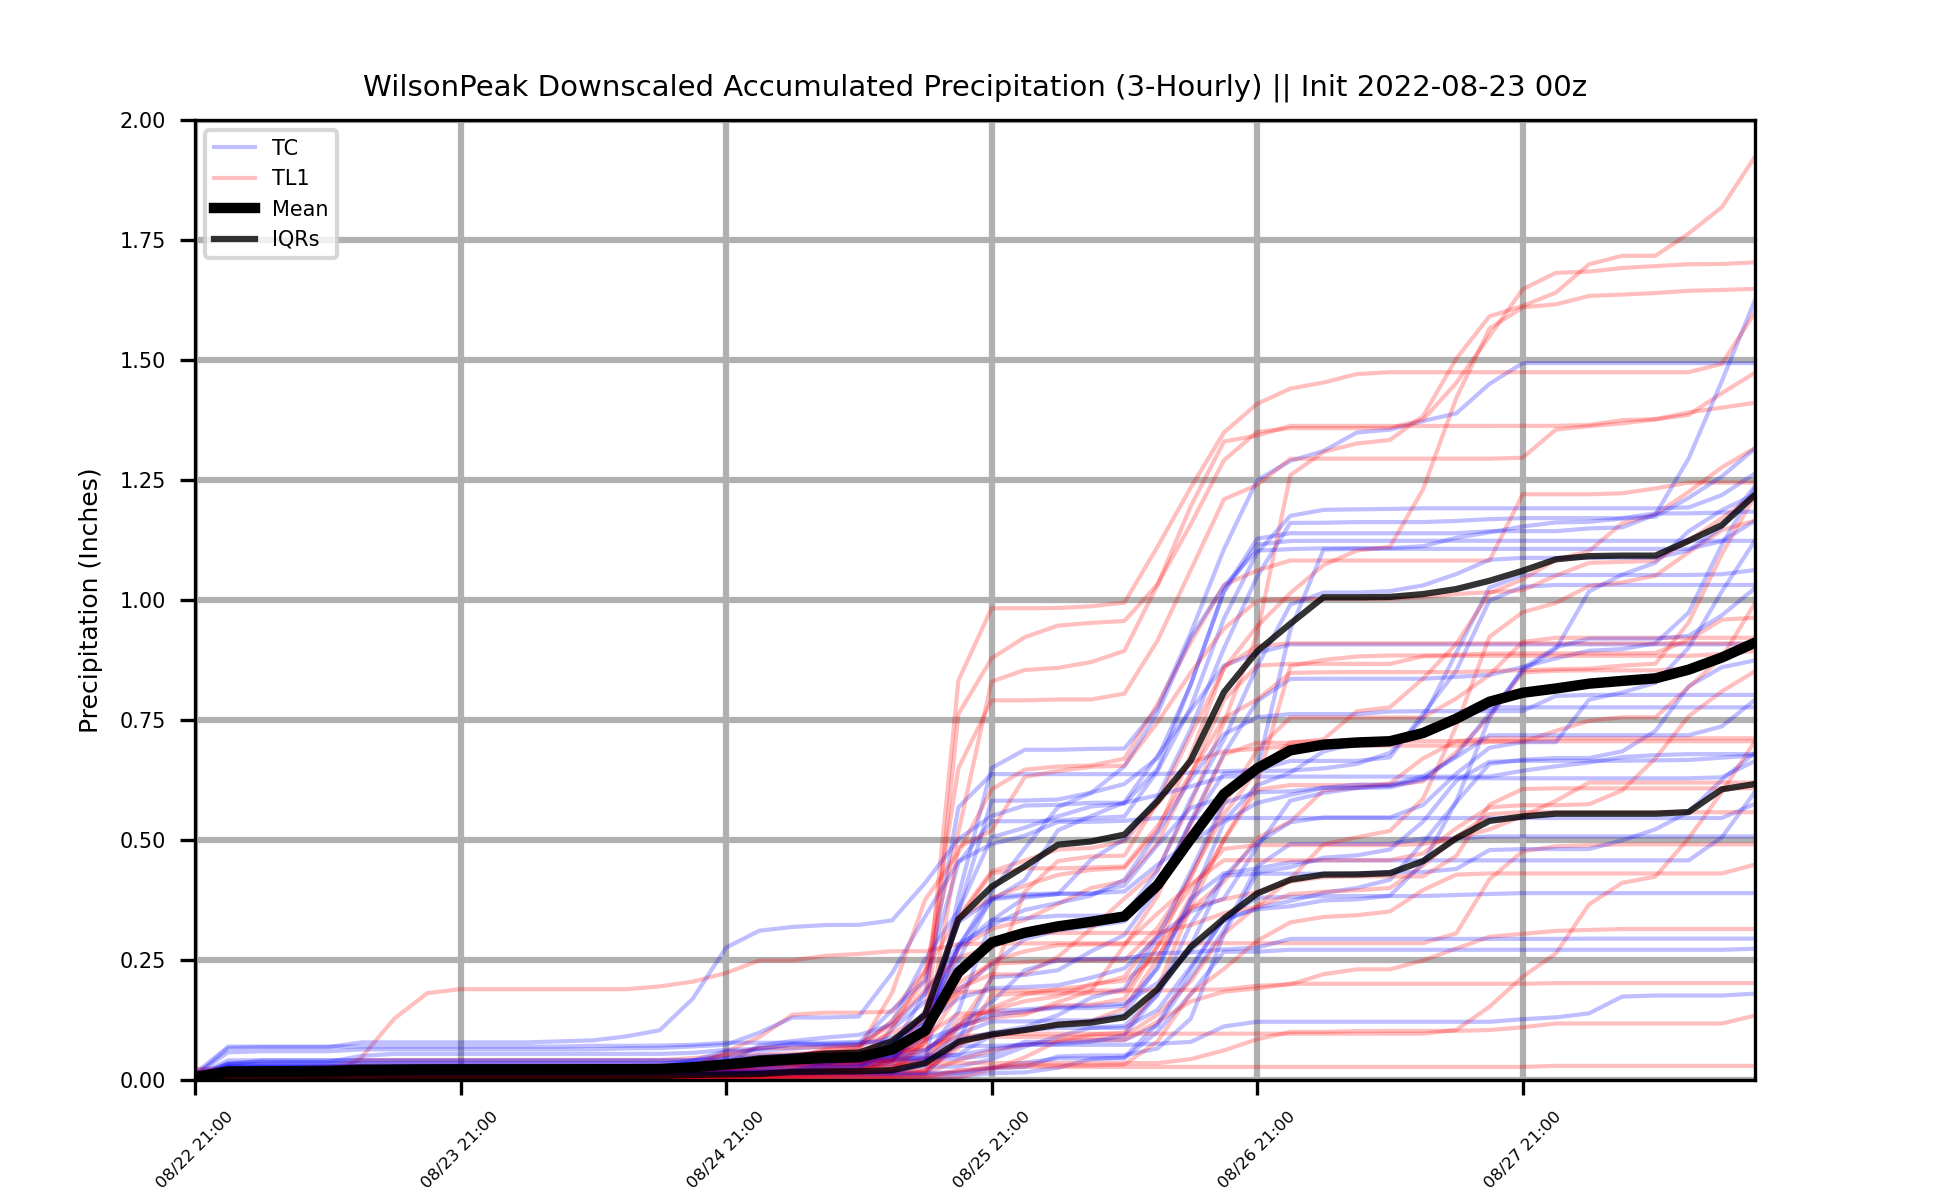 WilsonPeak Downscaled Accumulated Precipitation (3-Hourly) || Init 2022-08-23 00z
TC
TL1
Mean
IQRs
Precipitation (Inches)
2.00
1.75
1.50
1.25
1.00
0.75
0.50
0.25
0.00
08/22 21:00
08/23 21:00
08/24 21:00
08/25 21:00
08/26 21:00
08/27 21:00